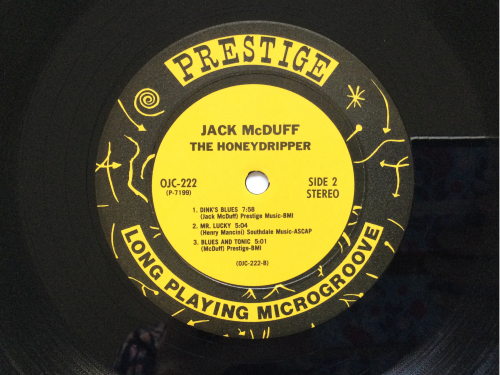 PRESTIGE
JACK McDUFF
THE HONEYDRIPPER
OJC-222
(P-7199)
SIDE 2
STEREO
1. DINK'S BLUES 7:58
(Jack McDuff) Prestige Music-BMI
2. MR. LUCKY 5:04
(Henry Mancini) Southdale Music-ASCAP
3. BLUES AND TONIC 5:01
(McDuff) Prestige-BMI
(OJC-222-B)
LONG PLAYING MICROGROOVE